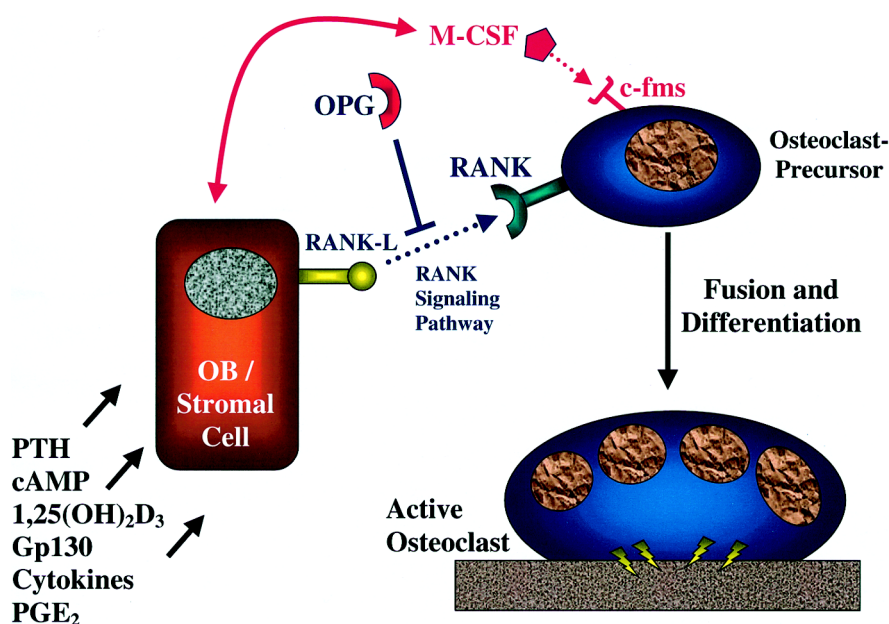 M-CSF
c-fms
OPG
Osteoclast-
Precursor
RANK
RANK-L
RANK
Signaling
Pathway
Fusion and
Differentiation
OB /
Stromal
Cell
PTH
cAMP
1,25(OH)₂D₃
Gp130
Cytokines
PGE₂
Active
Osteoclast